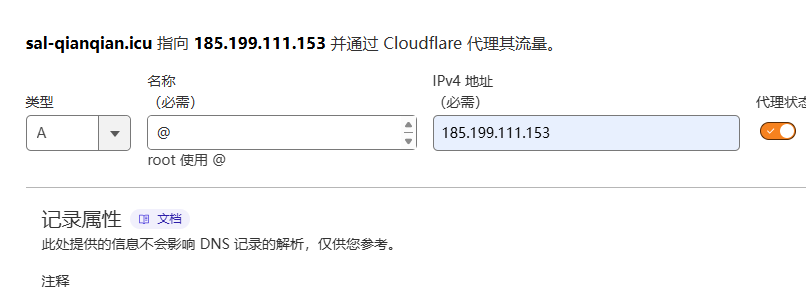 sal-qianqian.icu 指向 185.199.111.153 并通过 Cloudflare 代理其流量。
名称
IPv4 地址
类型
（必需）
（必需）
代理状态
A
@
185.199.111.153
root 使用 @
记录属性 文档
此处提供的信息不会影响 DNS 记录的解析，仅供您参考。
注释